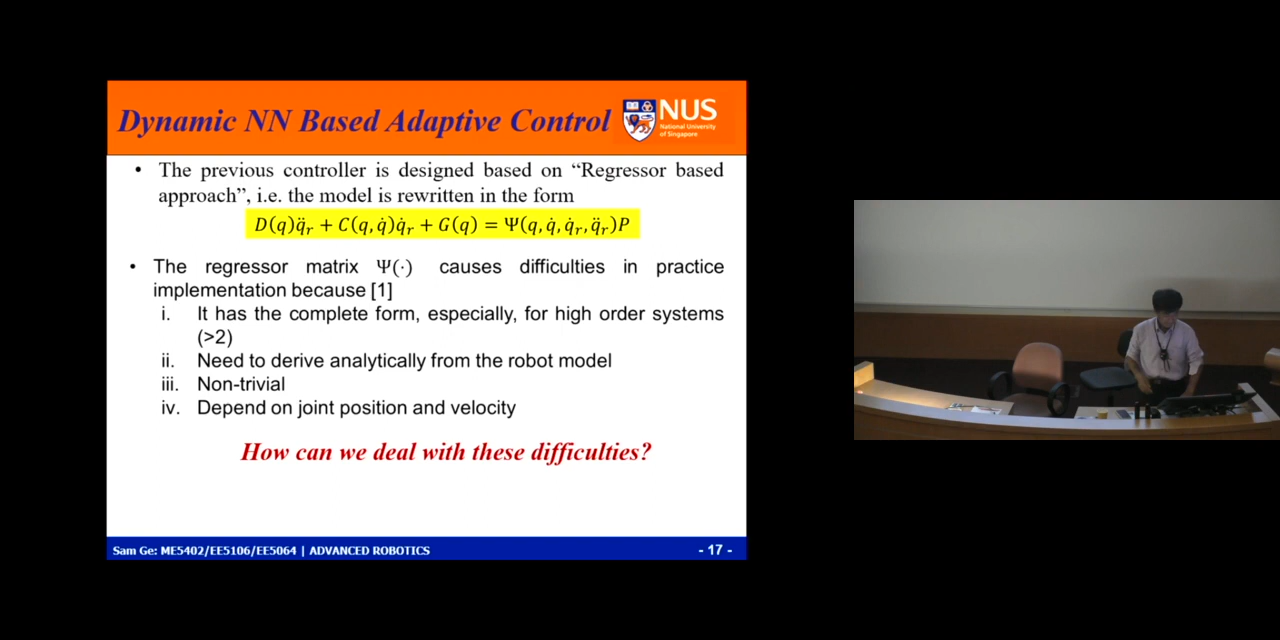 Dynamic NN Based Adaptive Control
NUS
National University
of Singapore
• The previous controller is designed based on “Regressor based
approach”, i.e. the model is rewritten in the form
D(q)q̈ᵣ + C(q, q̇)q̇ᵣ + G(q) = Ψ(q, q̇, q̇ᵣ, q̈ᵣ)P
• The regressor matrix Ψ(·) causes difficulties in practice
implementation because [1]
i. It has the complete form, especially, for high order systems
(>2)
ii. Need to derive analytically from the robot model
iii. Non-trivial
iv. Depend on joint position and velocity
How can we deal with these difficulties?
Sam Ge: ME5402/EE5106/EE5064 | ADVANCED ROBOTICS
- 17 -